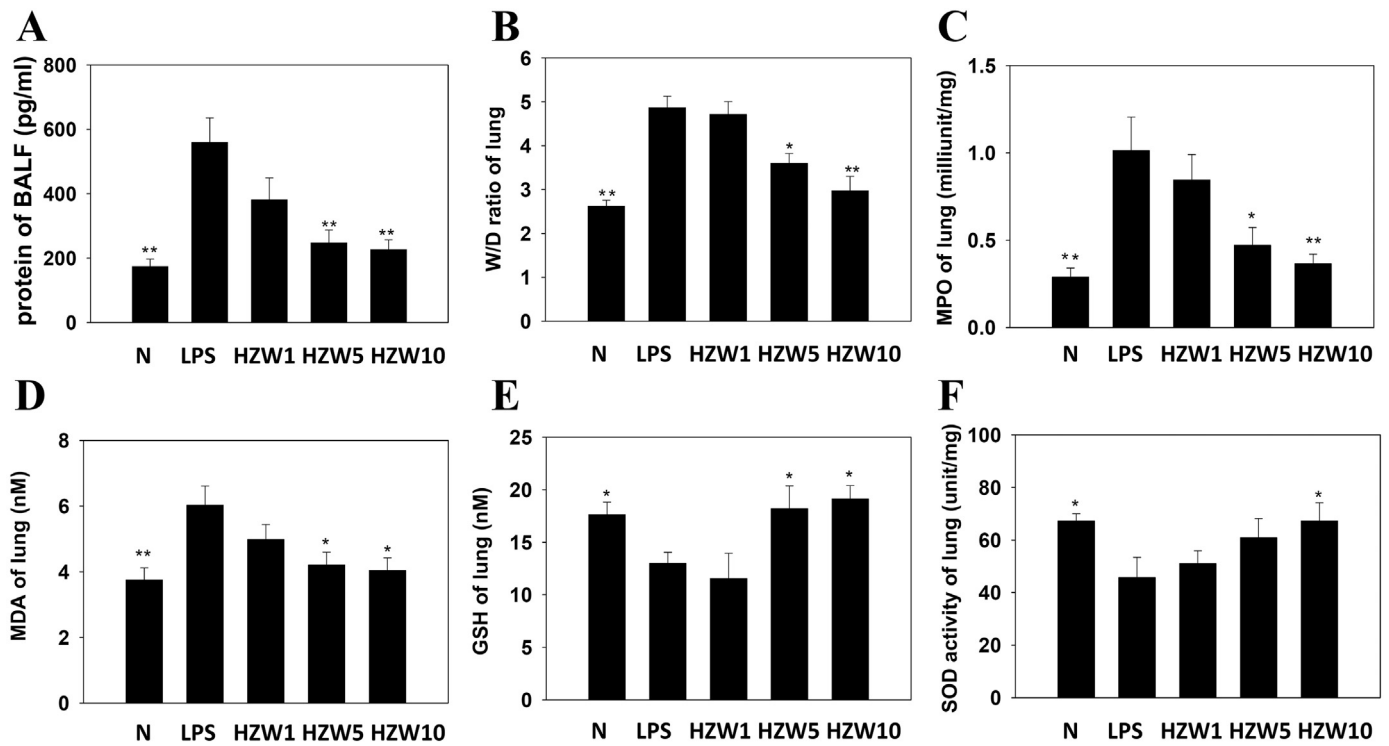 A
protein of BALF (pg/ml)
800
600
400
200
0
**
**
**
N LPS HZW1 HZW5 HZW10
B
W/D ratio of lung
6
5
4
3
2
1
0
**
*
**
N LPS HZW1 HZW5 HZW10
C
MPO of lung (milliunit/mg)
1.5
1.0
0.5
0.0
**
*
**
N LPS HZW1 HZW5 HZW10
D
MDA of lung (nM)
8
6
4
2
0
**
*
*
N LPS HZW1 HZW5 HZW10
E
GSH of lung (nM)
25
20
15
10
5
0
*
*
*
N LPS HZW1 HZW5 HZW10
F
SOD activity of lung (unit/mg)
100
80
60
40
20
0
*
*
N LPS HZW1 HZW5 HZW10